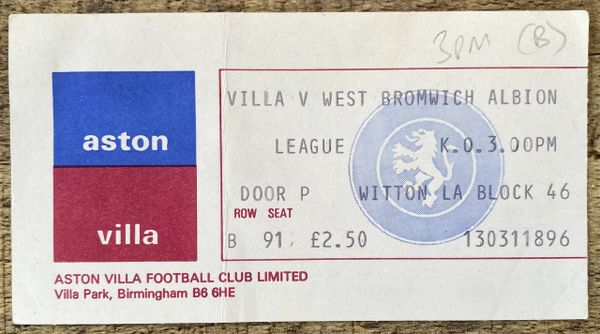 3PM (B)
aston
villa
VILLA V WEST BROMWICH ALBION
LEAGUE K.O.3.00PM
DOOR P WITTON LA BLOCK 46
ROW SEAT
B 91 £2.50 130311896
ASTON VILLA FOOTBALL CLUB LIMITED
Villa Park, Birmingham B6 6HE